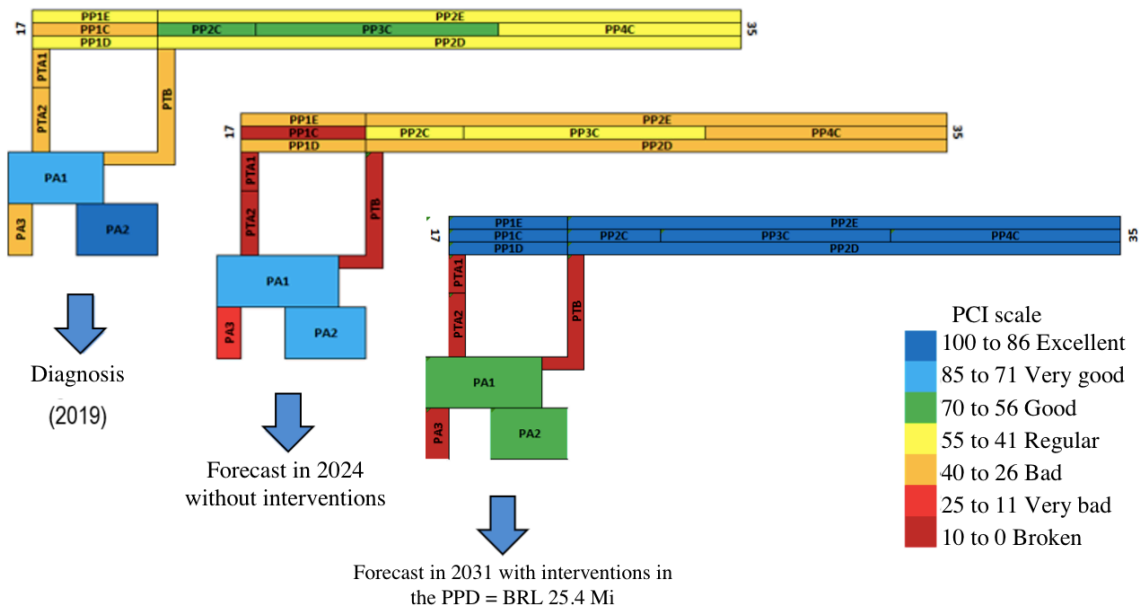 17
PP1E PP2E
PP1C PP2C PP3C PP4C
PP1D PP2D
35
PTA1
PTA2
PTB
PA1
PA3
PA2
Diagnosis
(2019)
17
PP1E PP2E
PP1C PP2C PP3C PP4C
PP1D PP2D
35
PTA1
PTA2
PTB
PA1
PA3
PA2
Forecast in 2024
without interventions
17
PP1E PP2E
PP1C PP2C PP3C PP4C
PP1D PP2D
35
PTA1
PTA2
PTB
PA1
PA3
PA2
Forecast in 2031 with interventions in
the PPD = BRL 25.4 Mi
PCI scale
100 to 86 Excellent
85 to 71 Very good
70 to 56 Good
55 to 41 Regular
40 to 26 Bad
25 to 11 Very bad
10 to 0 Broken